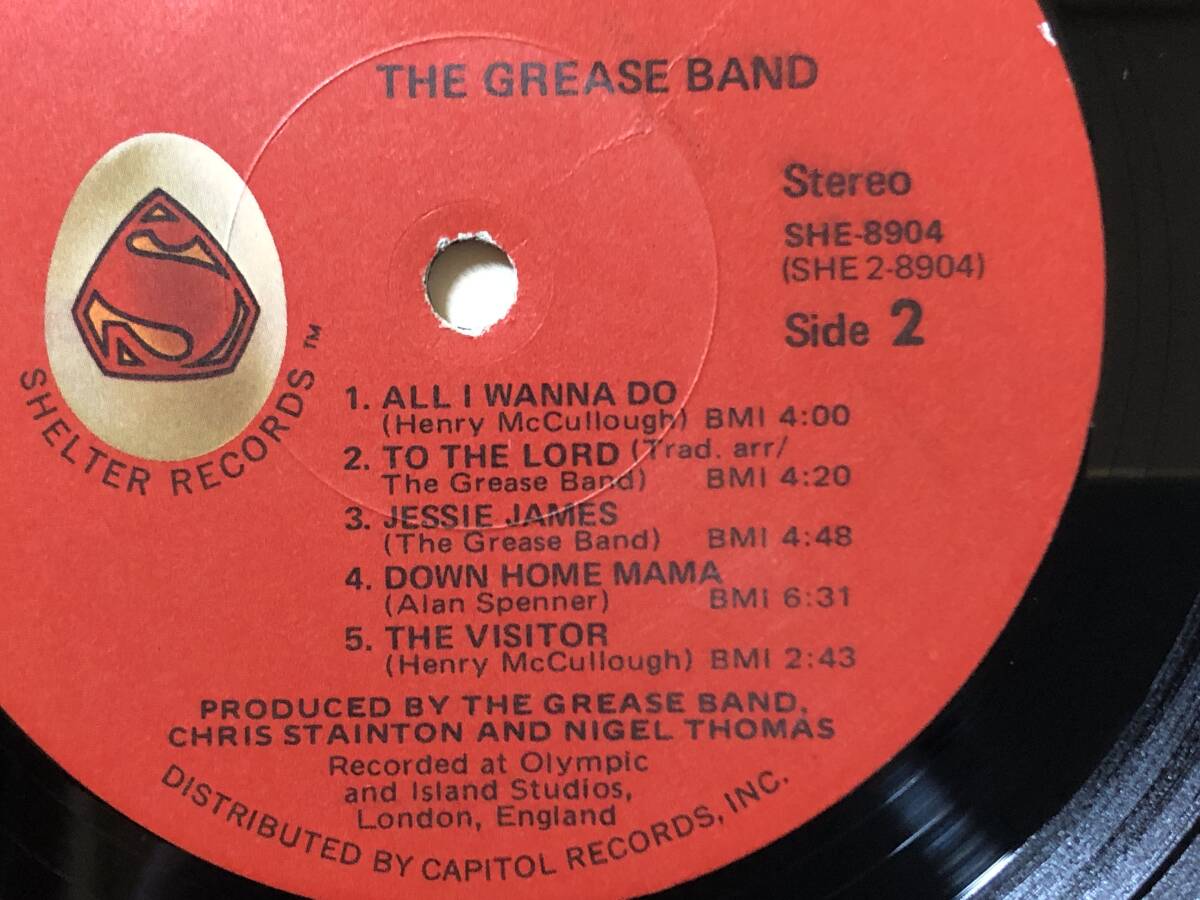 THE GREASE BAND
Stereo
SHE-8904
(SHE 2-8904)
Side 2
SHELTER RECORDS™
1. ALL I WANNA DO
(Henry McCullough) BMI 4:00
2. TO THE LORD (Trad. arr/
The Grease Band) BMI 4:20
3. JESSIE JAMES
(The Grease Band) BMI 4:48
4. DOWN HOME MAMA
(Alan Spenner) BMI 6:31
5. THE VISITOR
(Henry McCullough) BMI 2:43
PRODUCED BY THE GREASE BAND,
CHRIS STAINTON AND NIGEL THOMAS
Recorded at Olympic
and Island Studios,
London, England
DISTRIBUTED BY CAPITOL RECORDS, INC.